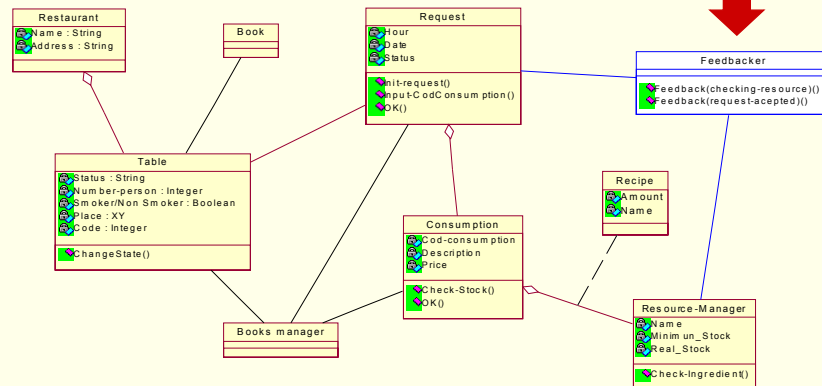 Restaurant
Name : String
Address : String
Book
Request
Hour
Date
Status
Init-request()
Input-CodConsumption()
OK()
Feedbacker
Feedback(checking-resource)()
Feedback(request-acepted)()
Table
Status : String
Number-person : Integer
Smoker/Non Smoker : Boolean
Place : XY
Code : Integer
ChangeState()
Recipe
Amount
Name
Consumption
Cod-consumption
Description
Price
Check-Stock()
OK()
Books manager
Resource-Manager
Name
Minimun_Stock
Real_Stock
Check-Ingredient()